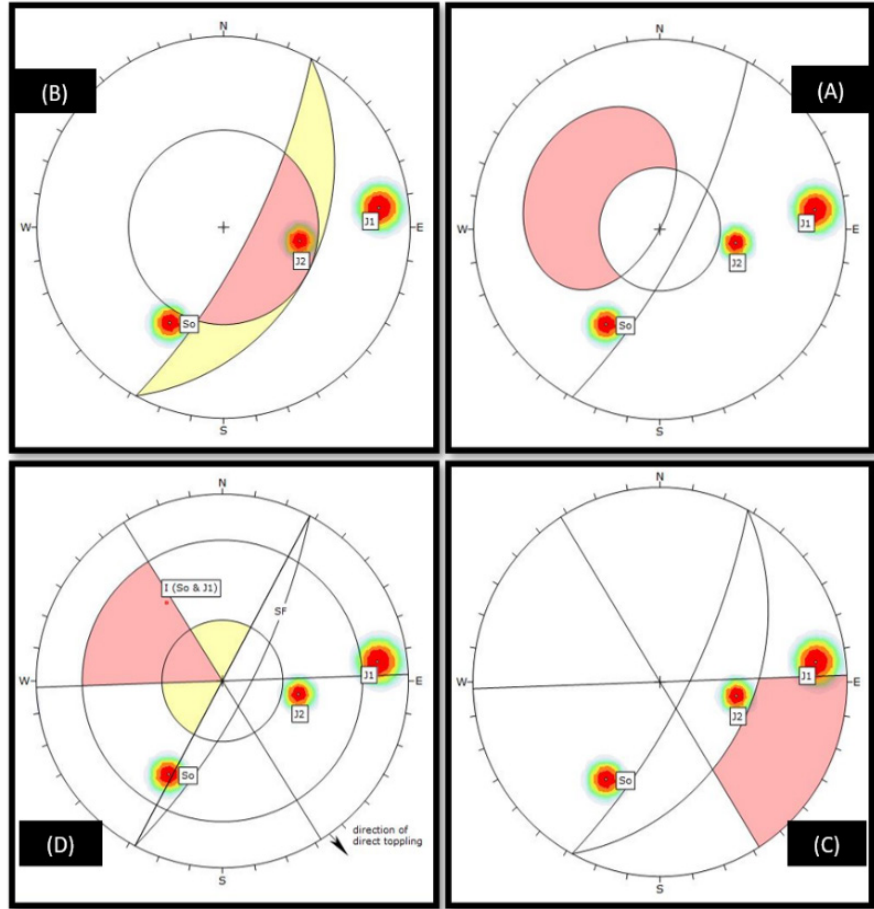 N
(B)
W
E
J1
J2
So
S
N
(A)
W
E
J1
J2
So
S
N
I (So & J1)
SF
W
E
J1
J2
So
(D)
direction of
direct toppling
S
N
W
E
J1
J2
So
(C)
S